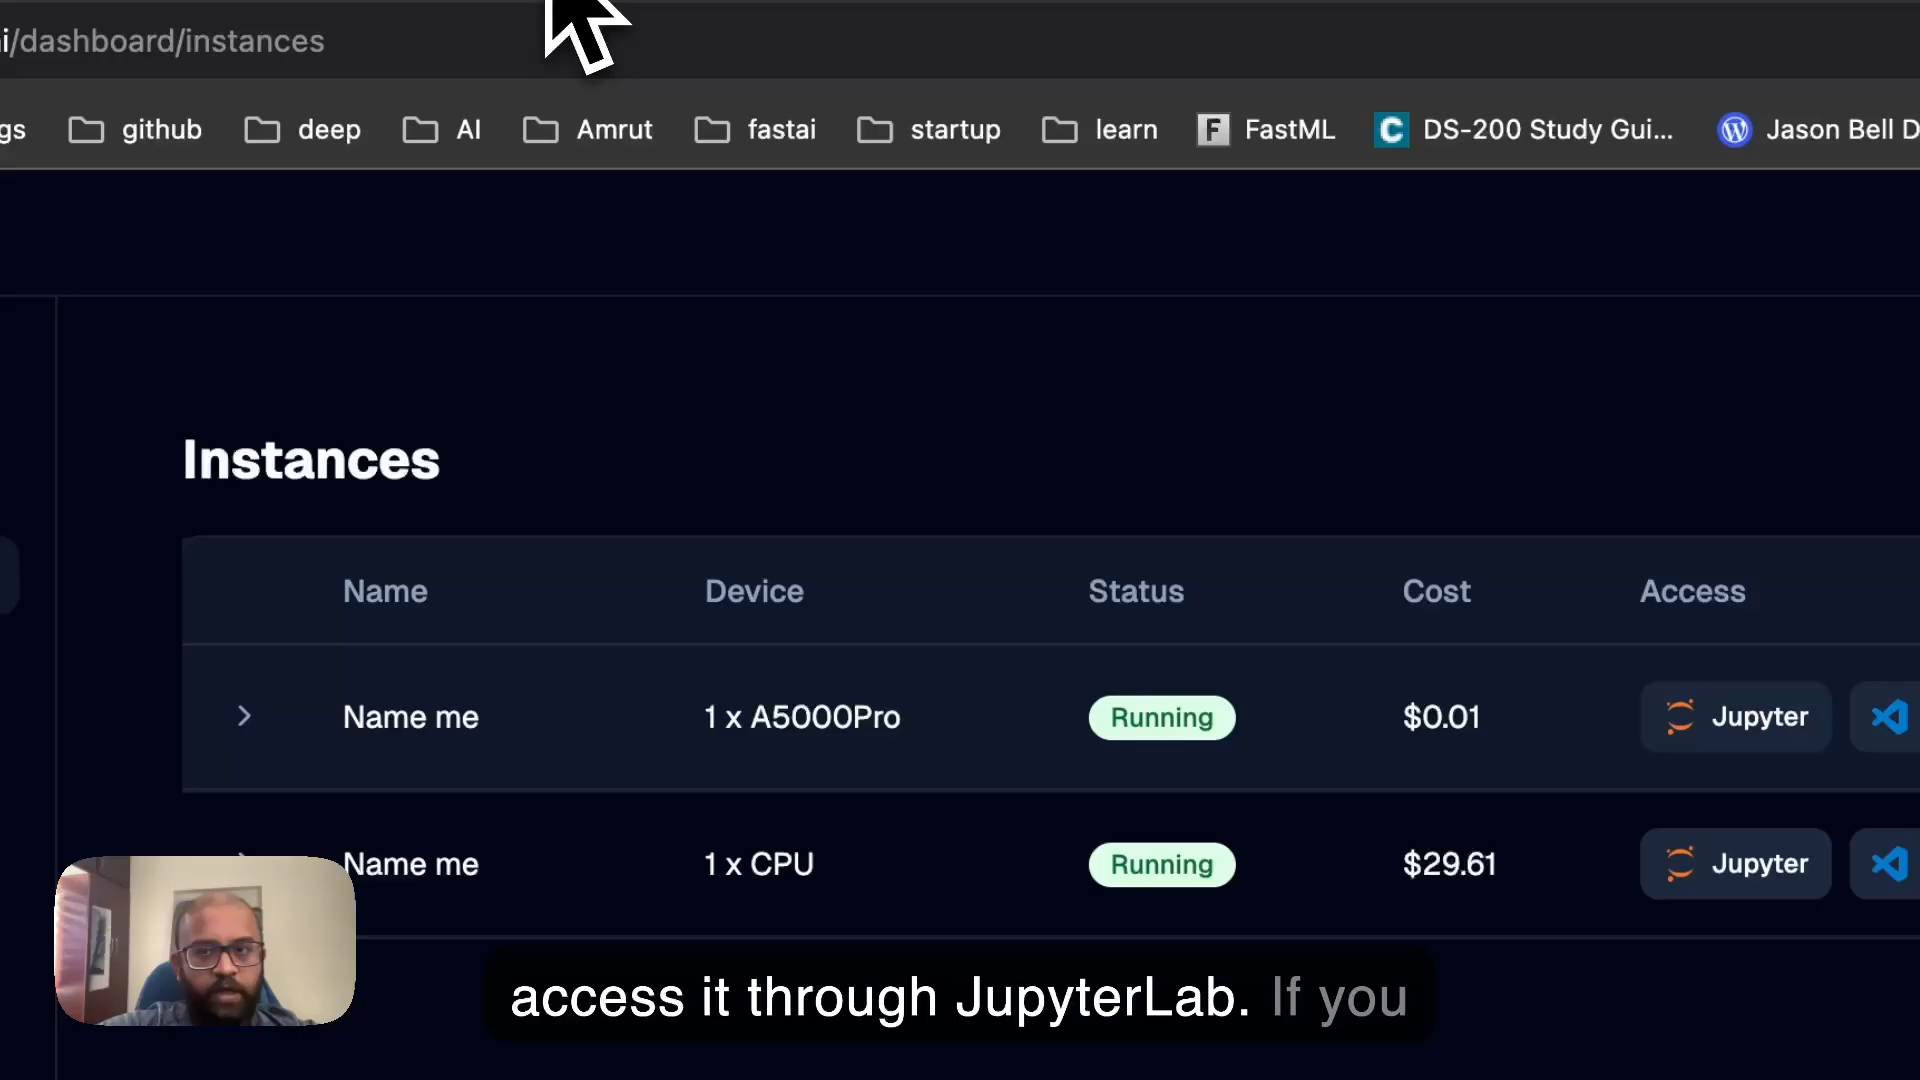 i/dashboard/instances
gs github deep AI Amrut fastai startup learn F FastML C DS-200 Study Gui... Jason Bell D
Instances
Name Device Status Cost Access
Name me 1 x A5000Pro Running $0.01 Jupyter
Name me 1 x CPU Running $29.61 Jupyter
access it through JupyterLab. If you